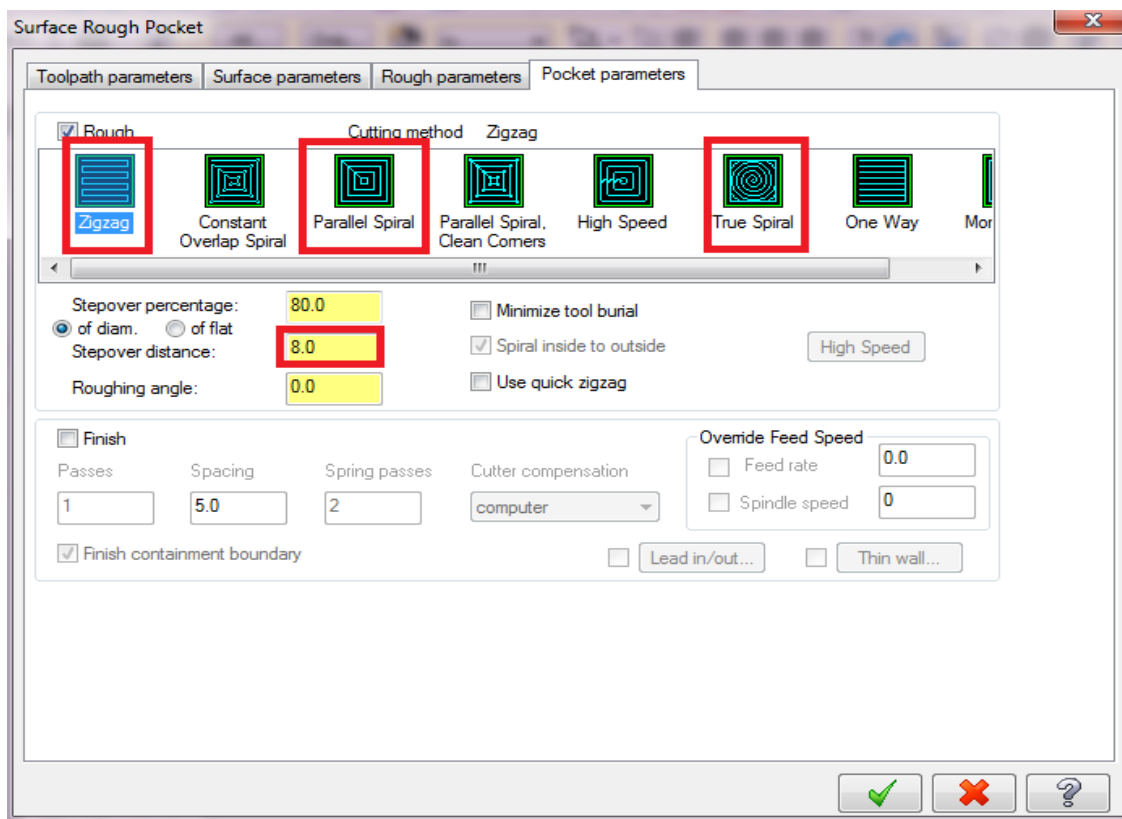 Surface Rough Pocket
x
Toolpath parameters
Surface parameters
Rough parameters
Pocket parameters
Rough
Cutting method Zigzag
Zigzag
Constant
Overlap Spiral
Parallel Spiral
Parallel Spiral,
Clean Corners
High Speed
True Spiral
One Way
Mor
Stepover percentage:
80.0
of diam.
of flat
Stepover distance:
8.0
Roughing angle:
0.0
Minimize tool burial
Spiral inside to outside
Use quick zigzag
High Speed
Finish
Passes
Spacing
Spring passes
Cutter compensation
1
5.0
2
computer
Override Feed Speed
Feed rate
0.0
Spindle speed
0
Finish containment boundary
Lead in/out...
Thin wall...
?